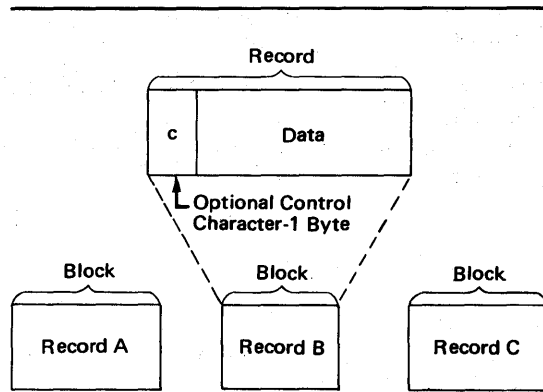 Record
c Data
Optional Control
Character-1 Byte
Block Block Block
Record A Record B Record C